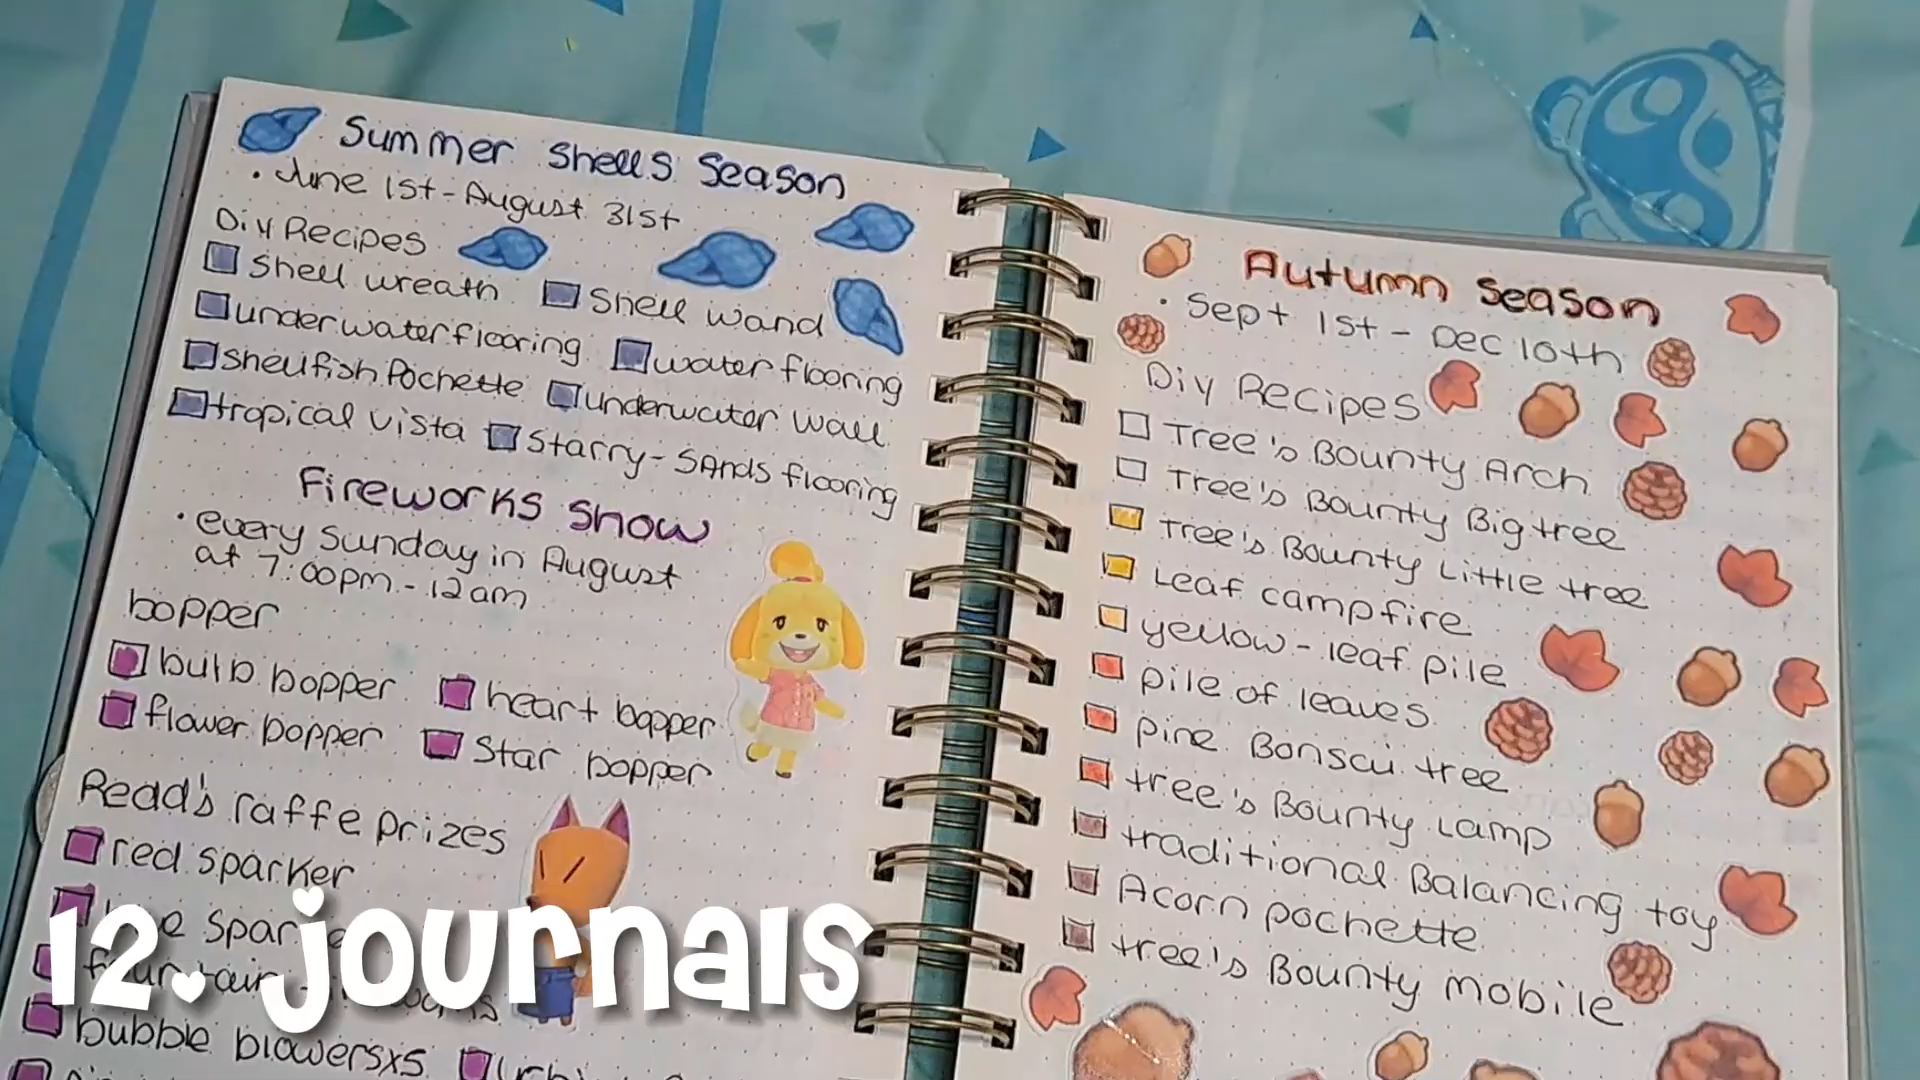 Summer Shells Season
• June 1st - August 31st
Diy Recipes
Shell wreath
Shell wand
underwater flooring
water flooring
shellfish Pochette
underwater wall
tropical vista
Starry-SAnds flooring
Fireworks Show
• every Sunday in August
at 7:00pm - 12am
bopper
bulb bopper
heart bopper
flower bopper
Star bopper
Read's raffe prizes
red sparker
bubble blowersx5
Autumn Season
• Sept 1st - Dec 10th
Diy Recipes
Tree's Bounty Arch
Tree's Bounty Big tree
Tree's Bounty Little tree
Leaf campfire
yellow-leaf pile
pile of leaves
pine Bonsai tree
tree's Bounty Lamp
traditional Balancing toy
Acorn pochette
tree's Bounty mobile
12. journals